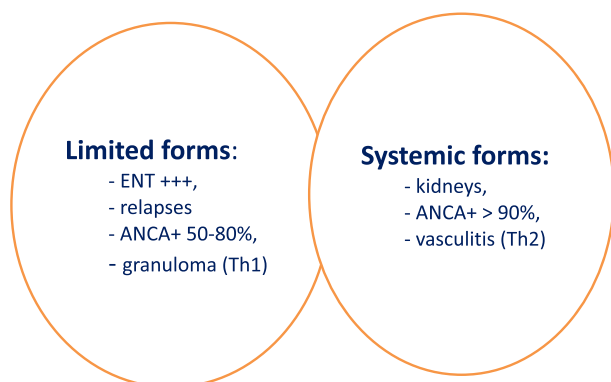 Limited forms:
- ENT +++,
- relapses
- ANCA+ 50-80%,
- granuloma (Th1)
Systemic forms:
- kidneys,
- ANCA+ > 90%,
- vasculitis (Th2)